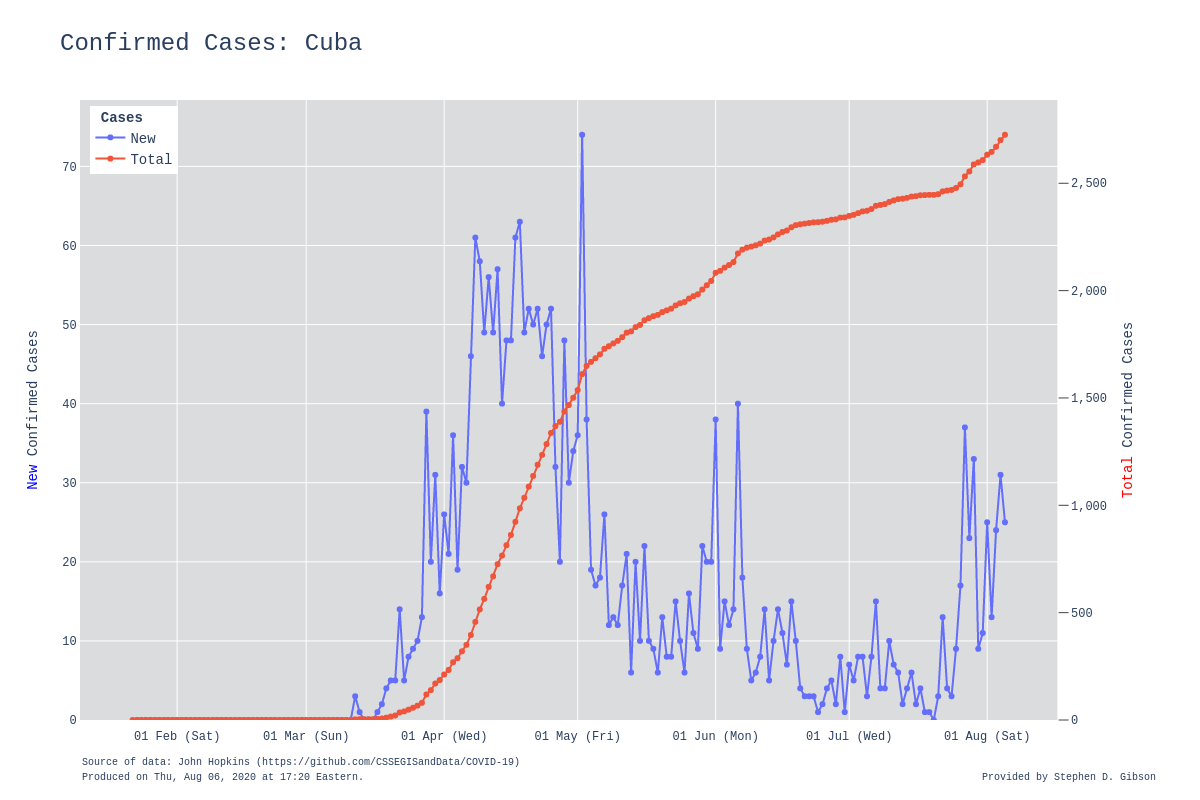 Confirmed Cases: Cuba
Cases
New
Total
70
60
50
40
30
20
10
0
2,500
2,000
1,500
1,000
500
0
New Confirmed Cases
Total Confirmed Cases
01 Feb (Sat)
01 Mar (Sun)
01 Apr (Wed)
01 May (Fri)
01 Jun (Mon)
01 Jul (Wed)
01 Aug (Sat)
Source of data: John Hopkins (https://github.com/CSSEGISandData/COVID-19)
Produced on Thu, Aug 06, 2020 at 17:20 Eastern.
Provided by Stephen D. Gibson